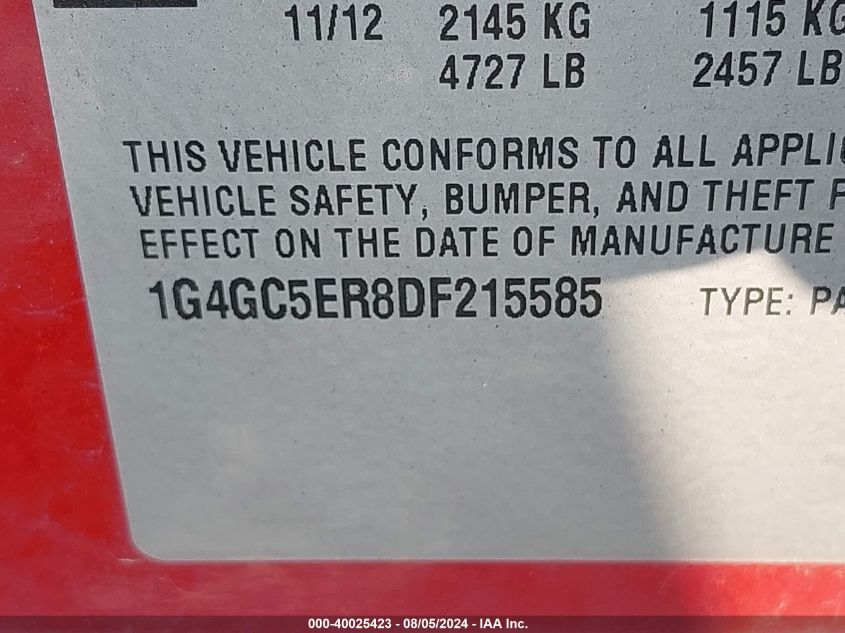 11/12 2145 KG 1115 KG
4727 LB 2457 LB
THIS VEHICLE CONFORMS TO ALL
VEHICLE SAFETY, BUMPER, AND THEFT
EFFECT ON THE DATE OF MANUFACTURE
1G4GC5ER8DF215585 TYPE:
000-40025423 - 08/05/2024 - IAA Inc.